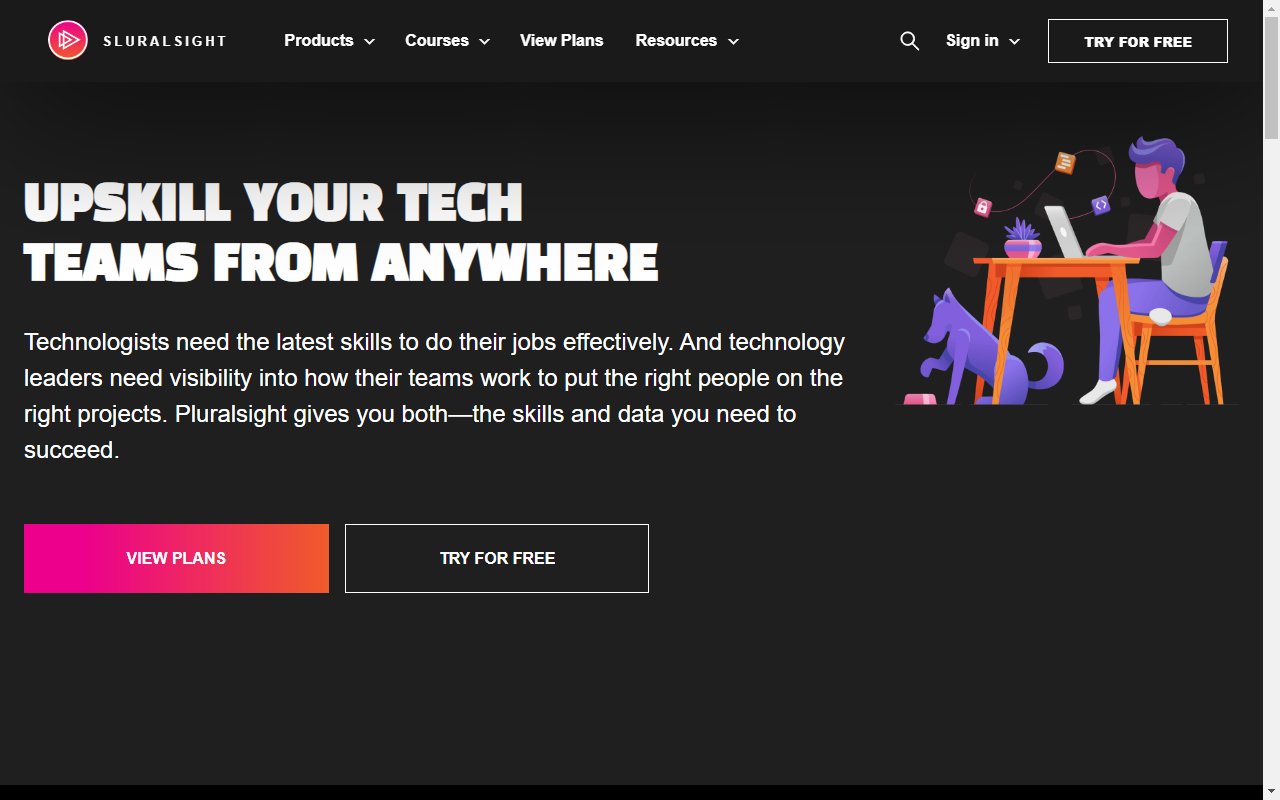 SLURALSIGHT
Products
Courses
View Plans
Resources
Sign in
TRY FOR FREE
UPSKILL YOUR TECH
TEAMS FROM ANYWHERE
Technologists need the latest skills to do their jobs effectively. And technology
leaders need visibility into how their teams work to put the right people on the
right projects. Pluralsight gives you both—the skills and data you need to
succeed.
VIEW PLANS
TRY FOR FREE